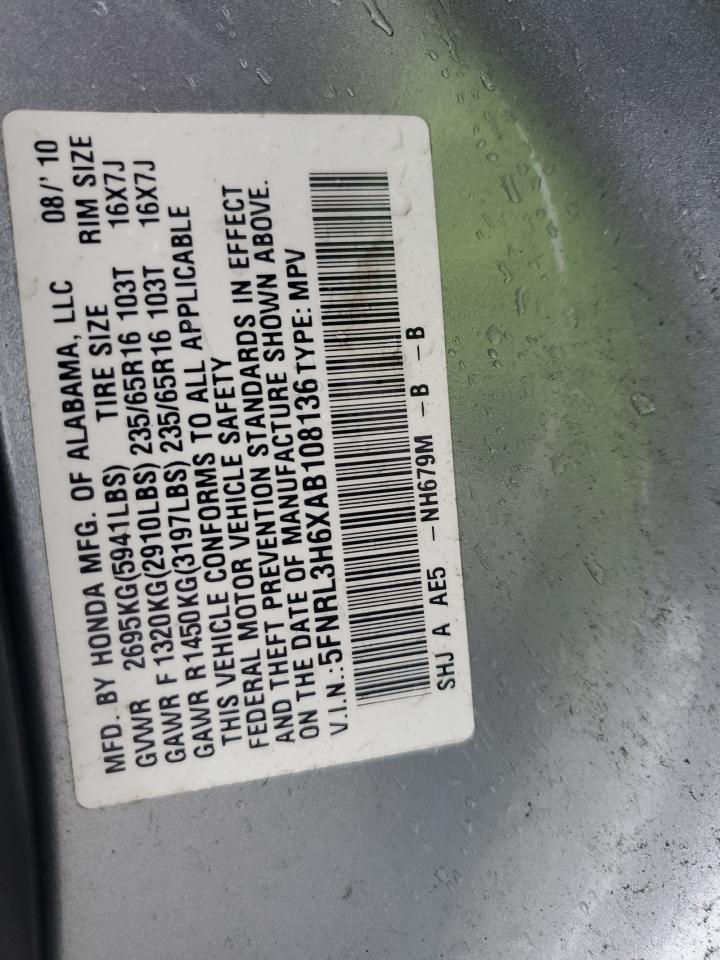 MFD. BY HONDA MFG. OF ALABAMA, LLC 08/'10
GVWR 2695KG(5941LBS) TIRE SIZE RIM SIZE
GAWR F 1320KG(2910LBS) 235/65R16 103T 16X7J
GAWR R 1450KG(3197LBS) 235/65R16 103T 16X7J
THIS VEHICLE CONFORMS TO ALL APPLICABLE
FEDERAL MOTOR VEHICLE SAFETY
AND THEFT PREVENTION STANDARDS IN EFFECT
ON THE DATE OF MANUFACTURE SHOWN ABOVE.
V.I.N.: 5FNRL3H6XAB108136 TYPE: MPV
SHJ A AE5 -NH679M -B -B